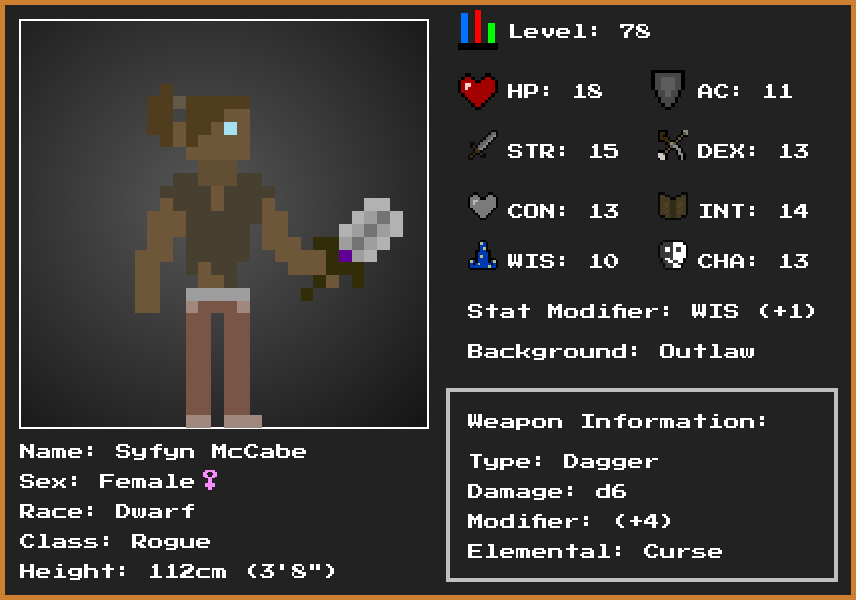 Level: 78
HP: 18
AC: 11
STR: 15
DEX: 13
CON: 13
INT: 14
WIS: 10
CHA: 13
Stat Modifier: WIS (+1)
Background: Outlaw
Weapon Information:
Type: Dagger
Damage: d6
Modifier: (+4)
Elemental: Curse
Name: Syfyn McCabe
Sex: Female♀
Race: Dwarf
Class: Rogue
Height: 112cm (3'8")